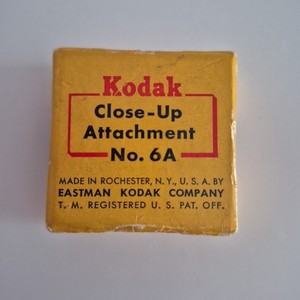 Kodak
Close-Up
Attachment
No. 6A
MADE IN ROCHESTER, N. Y., U. S. A. BY
EASTMAN KODAK COMPANY
T. M. REGISTERED U. S. PAT. OFF.